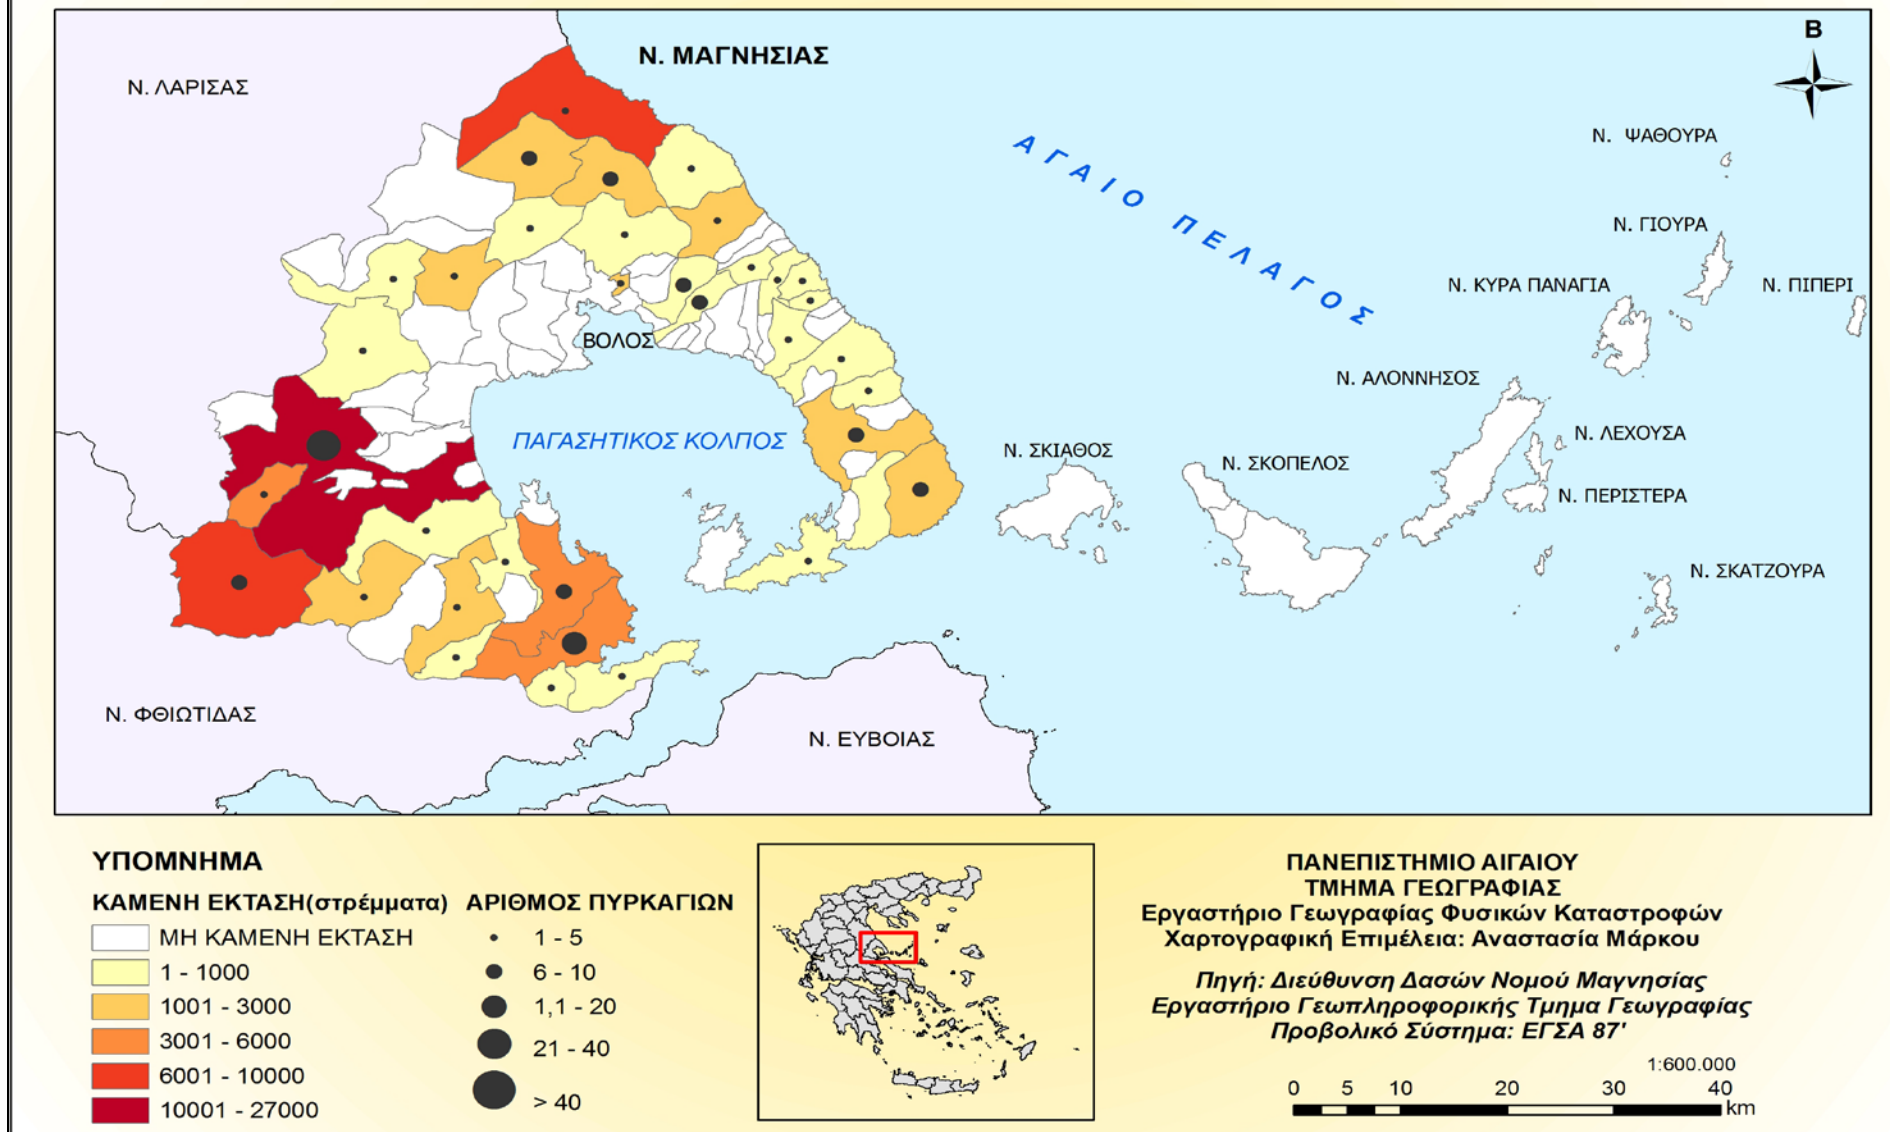 Ν. ΜΑΓΝΗΣΙΑΣ
Β
Ν. ΛΑΡΙΣΑΣ
Α Γ Α Ι Ο Π Ε Λ Α Γ Ο Σ
Ν. ΨΑΘΟΥΡΑ
Ν. ΓΙΟΥΡΑ
Ν. ΚΥΡΑ ΠΑΝΑΓΙΑ
Ν. ΠΙΠΕΡΙ
ΒΟΛΟΣ
Ν. ΑΛΟΝΝΗΣΟΣ
ΠΑΓΑΣΗΤΙΚΟΣ ΚΟΛΠΟΣ
Ν. ΛΕΧΟΥΣΑ
Ν. ΣΚΙΑΘΟΣ
Ν. ΣΚΟΠΕΛΟΣ
Ν. ΠΕΡΙΣΤΕΡΑ
Ν. ΣΚΑΤΖΟΥΡΑ
Ν. ΦΘΙΩΤΙΔΑΣ
Ν. ΕΥΒΟΙΑΣ
ΥΠΟΜΝΗΜΑ
ΚΑΜΕΝΗ ΕΚΤΑΣΗ(στρέμματα)
ΜΗ ΚΑΜΕΝΗ ΕΚΤΑΣΗ
1 - 1000
1001 - 3000
3001 - 6000
6001 - 10000
10001 - 27000
ΑΡΙΘΜΟΣ ΠΥΡΚΑΓΙΩΝ
1 - 5
6 - 10
1,1 - 20
21 - 40
> 40
ΠΑΝΕΠΙΣΤΗΜΙΟ ΑΙΓΑΙΟΥ
ΤΜΗΜΑ ΓΕΩΓΡΑΦΙΑΣ
Εργαστήριο Γεωγραφίας Φυσικών Καταστροφών
Χαρτογραφική Επιμέλεια: Αναστασία Μάρκου
Πηγή: Διεύθυνση Δασών Νομού Μαγνησίας
Εργαστήριο Γεωπληροφορικής Τμημα Γεωγραφίας
Προβολικό Σύστημα: ΕΓΣΑ 87'
1:600.000
0 5 10 20 30 40
km